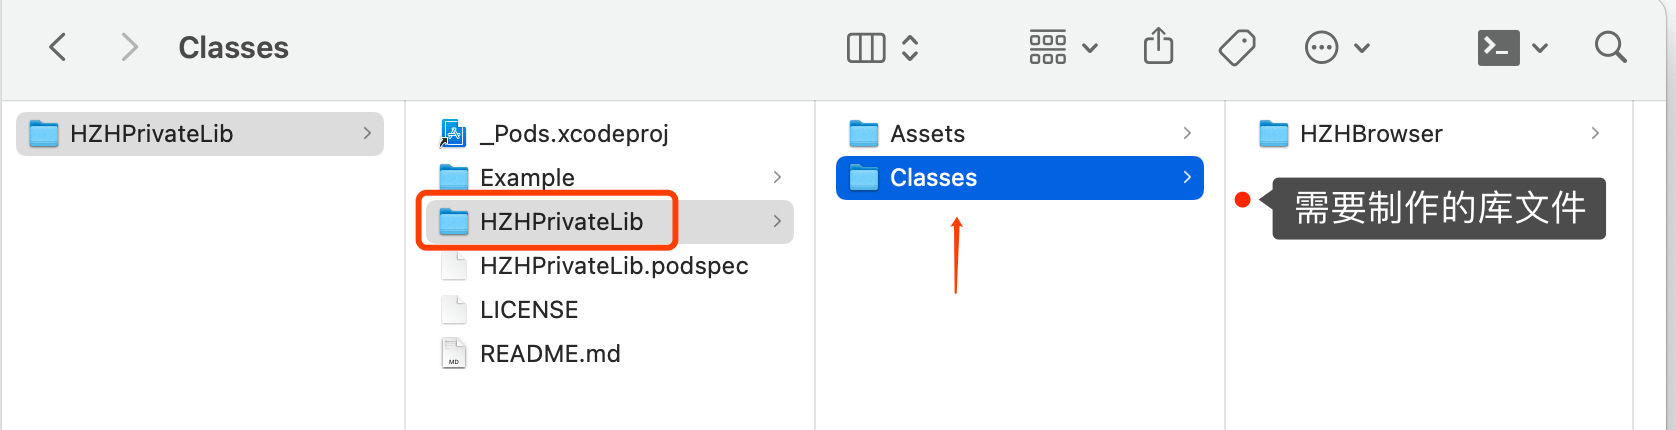 Classes
HZHPrivateLib
_Pods.xcodeproj
Example
HZHPrivateLib
HZHPrivateLib.podspec
LICENSE
MD
README.md
Assets
Classes
HZHBrowser
需要制作的库文件